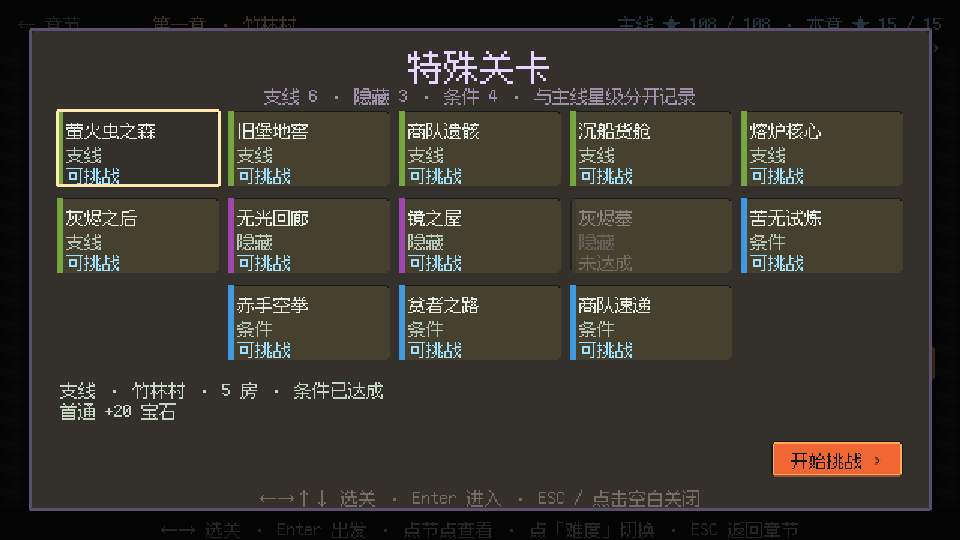 ← 章节 第一章 · 竹林村 主线 ★ 108 / 108 · 本章 ★ 15 / 15
特殊关卡
支线 6 · 隐藏 3 · 条件 4 · 与主线星级分开记录
萤火虫之森 旧堡地窖 商队遗骸 沉船货舱 熔炉核心
支线 支线 支线 支线 支线
可挑战 可挑战 可挑战 可挑战 可挑战
灰烬之后 无光回廊 镜之屋 灰烬墓 苦无试炼
支线 隐藏 隐藏 隐藏 条件
可挑战 可挑战 可挑战 未达成 可挑战
赤手空拳 贫者之路 商队速递
条件 条件 条件
可挑战 可挑战 可挑战
支线 · 竹林村 · 5 房 · 条件已达成
首通 +20 宝石
开始挑战 ›
←→↑↓ 选关 · Enter 进入 · ESC / 点击空白关闭
←→ 选关 · Enter 出发 · 点节点查看 · 点「难度」切换 · ESC 返回章节